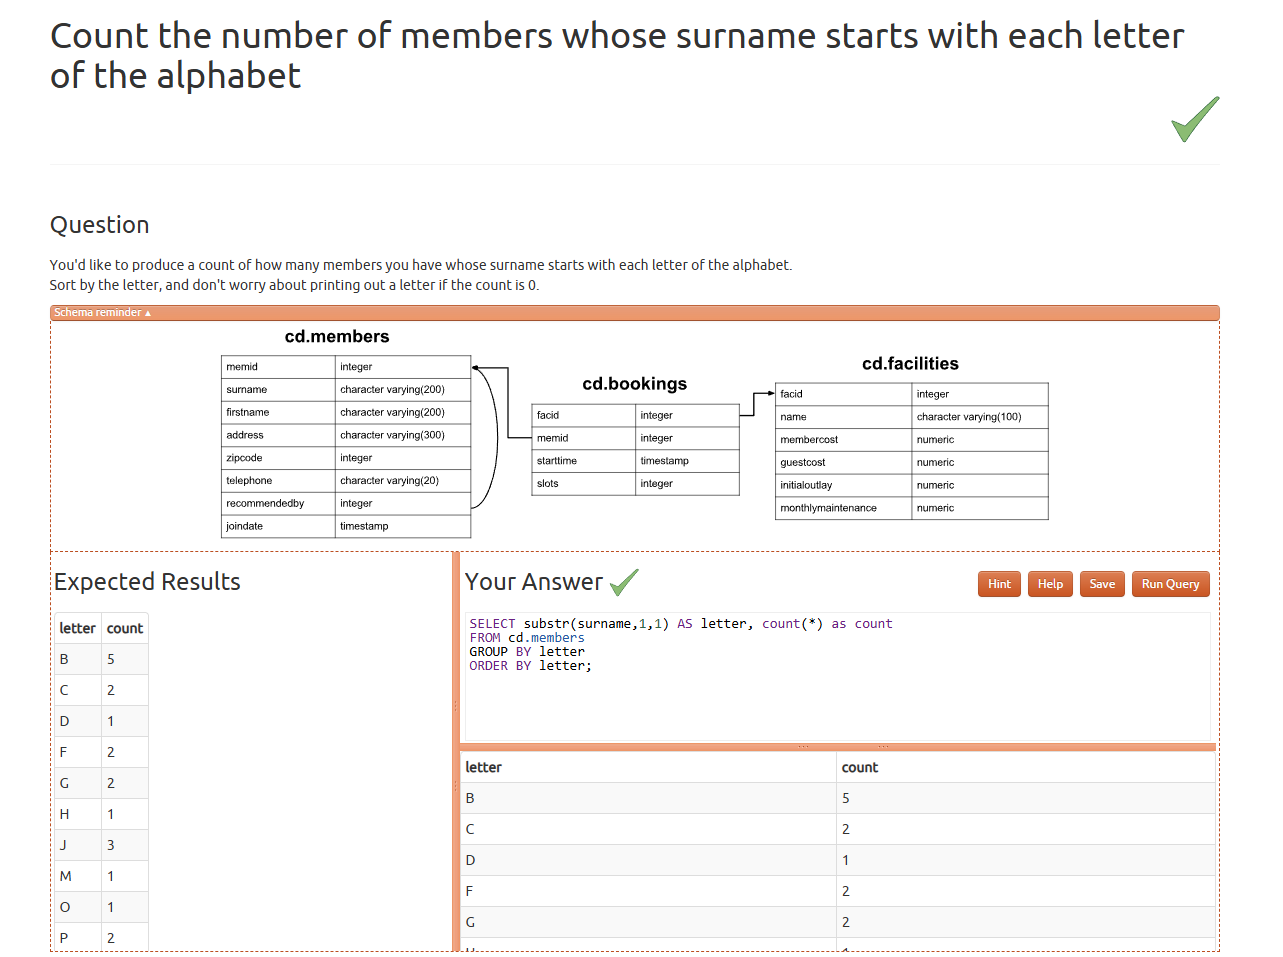 Count the number of members whose surname starts with each letter
of the alphabet
Question
You'd like to produce a count of how many members you have whose surname starts with each letter of the alphabet.
Sort by the letter, and don't worry about printing out a letter if the count is 0.
Schema reminder ▲
cd.members
memid integer
surname character varying(200)
firstname character varying(200)
address character varying(300)
zipcode integer
telephone character varying(20)
recommendedby integer
joindate timestamp
cd.bookings
facid integer
memid integer
starttime timestamp
slots integer
cd.facilities
facid integer
name character varying(100)
membercost numeric
guestcost numeric
initialoutlay numeric
monthlymaintenance numeric
Expected Results
letter count
B 5
C 2
D 1
F 2
G 2
H 1
J 3
M 1
O 1
P 2
Your Answer
Hint Help Save Run Query
SELECT substr(surname,1,1) AS letter, count(*) as count
FROM cd.members
GROUP BY letter
ORDER BY letter;
letter count
B 5
C 2
D 1
F 2
G 2